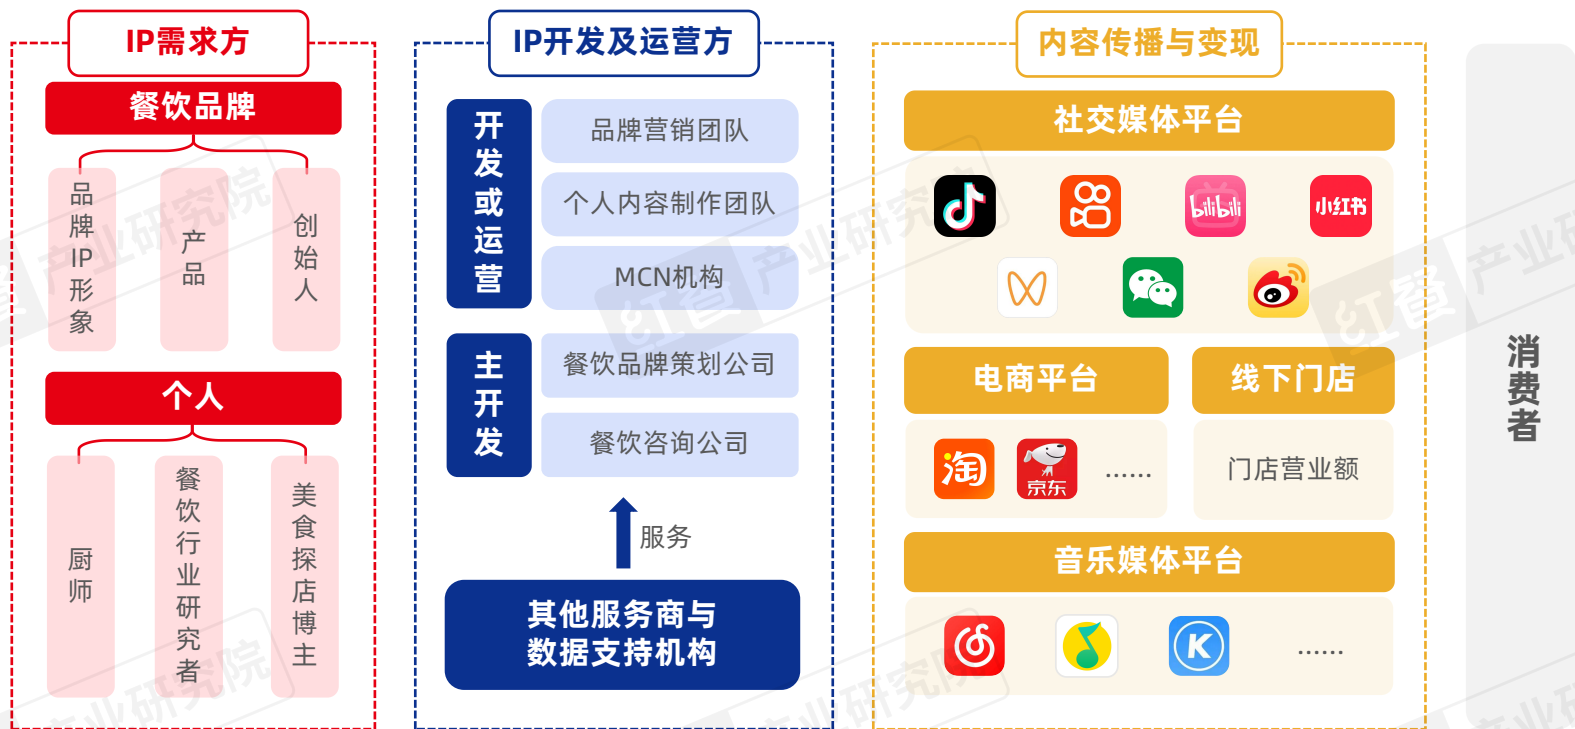 IP需求方
餐饮品牌
品牌IP形象
产品
创始人
个人
厨师
餐饮行业研究者
美食探店博主
IP开发及运营方
开发或运营
品牌营销团队
个人内容制作团队
MCN机构
主开发
餐饮品牌策划公司
餐饮咨询公司
服务
其他服务商与
数据支持机构
内容传播与变现
社交媒体平台
bilibili
小红书
电商平台
淘
京东
......
线下门店
门店营业额
音乐媒体平台
K
......
消费者
红餐 产业研究院